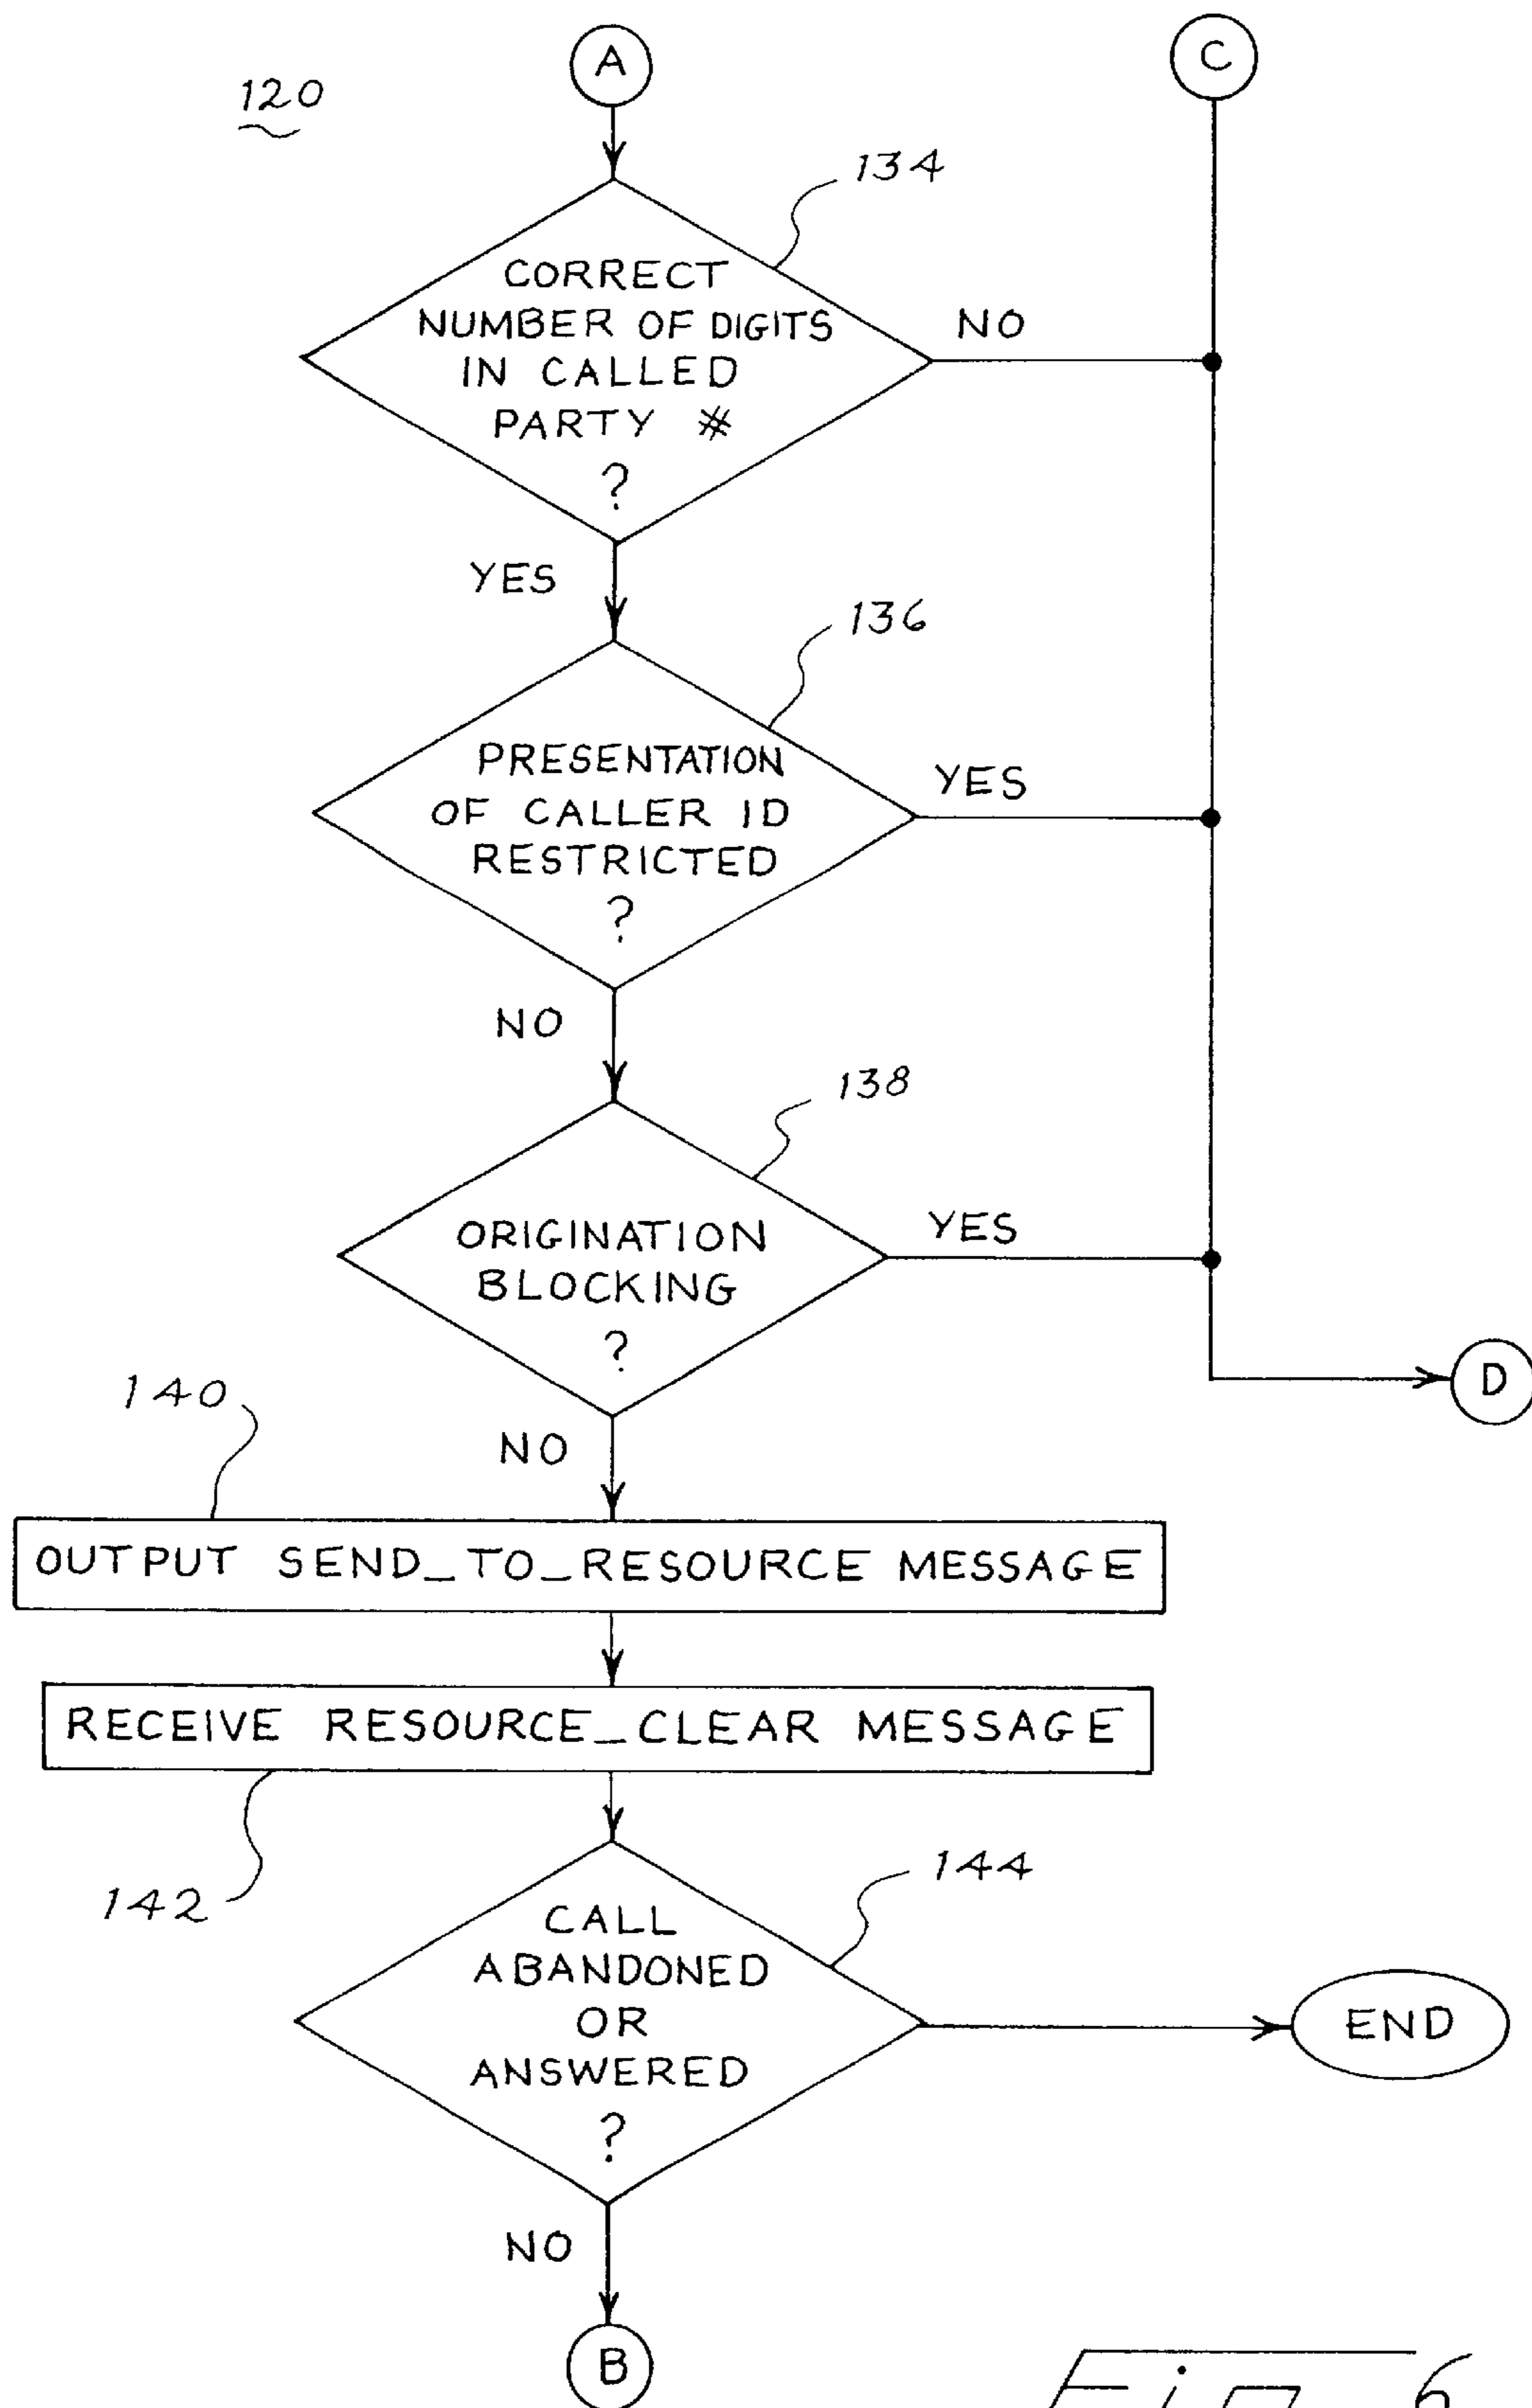 A
C
120
134
CORRECT
NUMBER OF DIGITS
IN CALLED
PARTY #
?
NO
YES
136
PRESENTATION
OF CALLER ID
RESTRICTED
?
YES
NO
138
ORIGINATION
BLOCKING
?
YES
D
140
NO
OUTPUT SEND_TO_RESOURCE MESSAGE
RECEIVE RESOURCE_CLEAR MESSAGE
142
144
CALL
ABANDONED
OR
ANSWERED
?
END
NO
B
Fig. 6